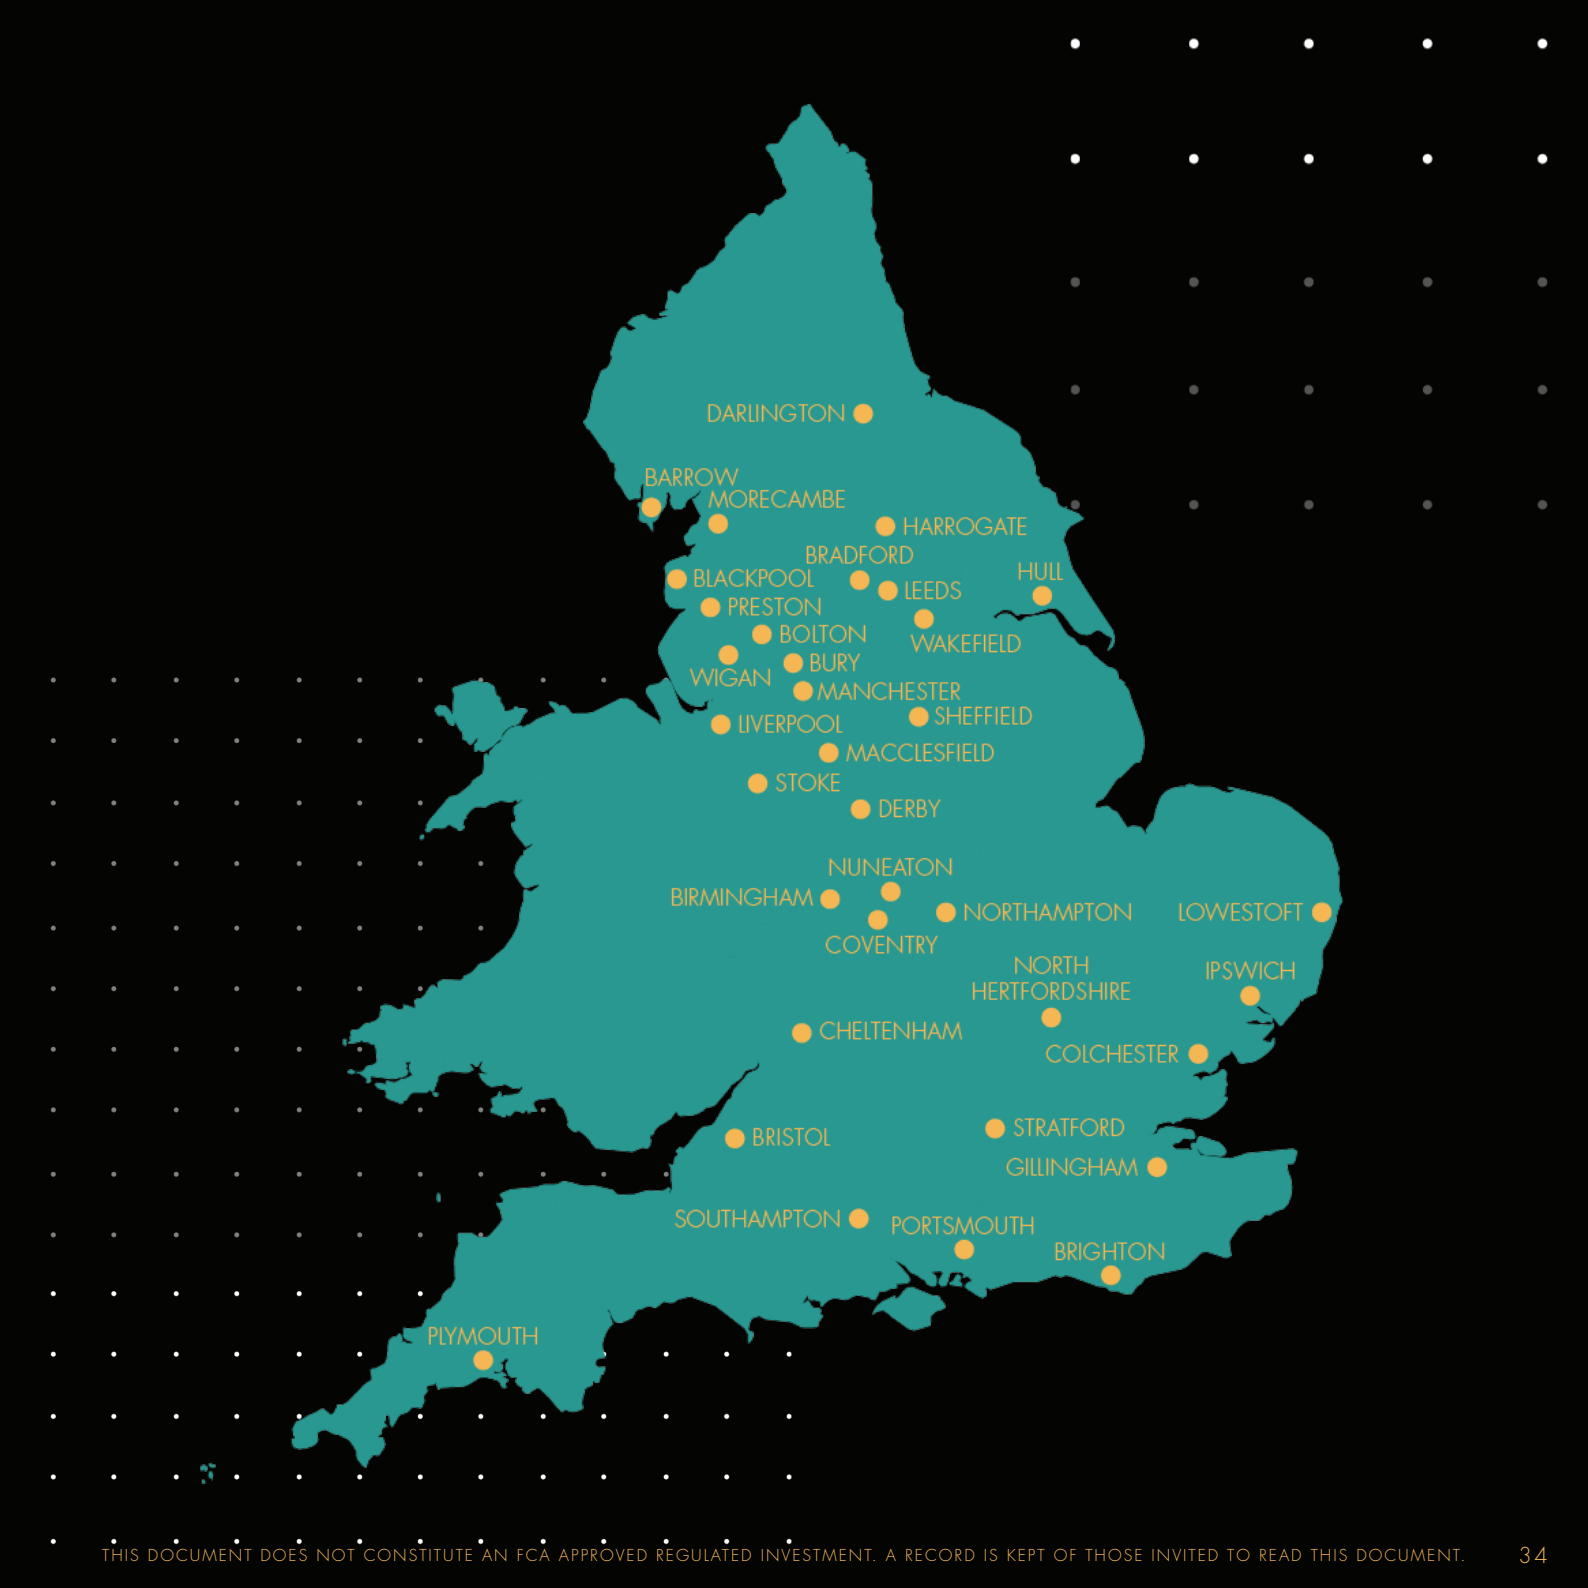 DARLINGTON
BARROW
MORECAMBE
HARROGATE
BRADFORD
HULL
BLACKPOOL
LEEDS
PRESTON
BOLTON
WAKEFIELD
BURY
WIGAN
MANCHESTER
SHEFFIELD
LIVERPOOL
MACCLESFIELD
STOKE
DERBY
NUNEATON
BIRMINGHAM
NORTHAMPTON
LOWESTOFT
COVENTRY
NORTH
HERTFORDSHIRE
IPSWICH
CHELTENHAM
COLCHESTER
STRATFORD
BRISTOL
GILLINGHAM
SOUTHAMPTON
PORTSMOUTH
BRIGHTON
PLYMOUTH
THIS DOCUMENT DOES NOT CONSTITUTE AN FCA APPROVED REGULATED INVESTMENT. A RECORD IS KEPT OF THOSE INVITED TO READ THIS DOCUMENT.
34